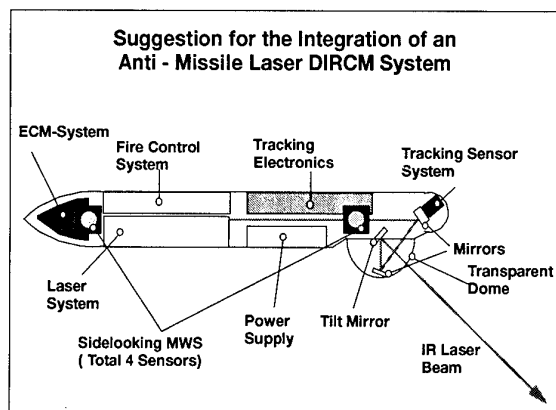 Suggestion for the Integration of an
Anti - Missile Laser DIRCM System
ECM-System
Fire Control
System
Tracking
Electronics
Tracking Sensor
System
Mirrors
Transparent
Dome
Laser
System
Sidelooking MWS
( Total 4 Sensors)
Power
Supply
Tilt Mirror
IR Laser
Beam